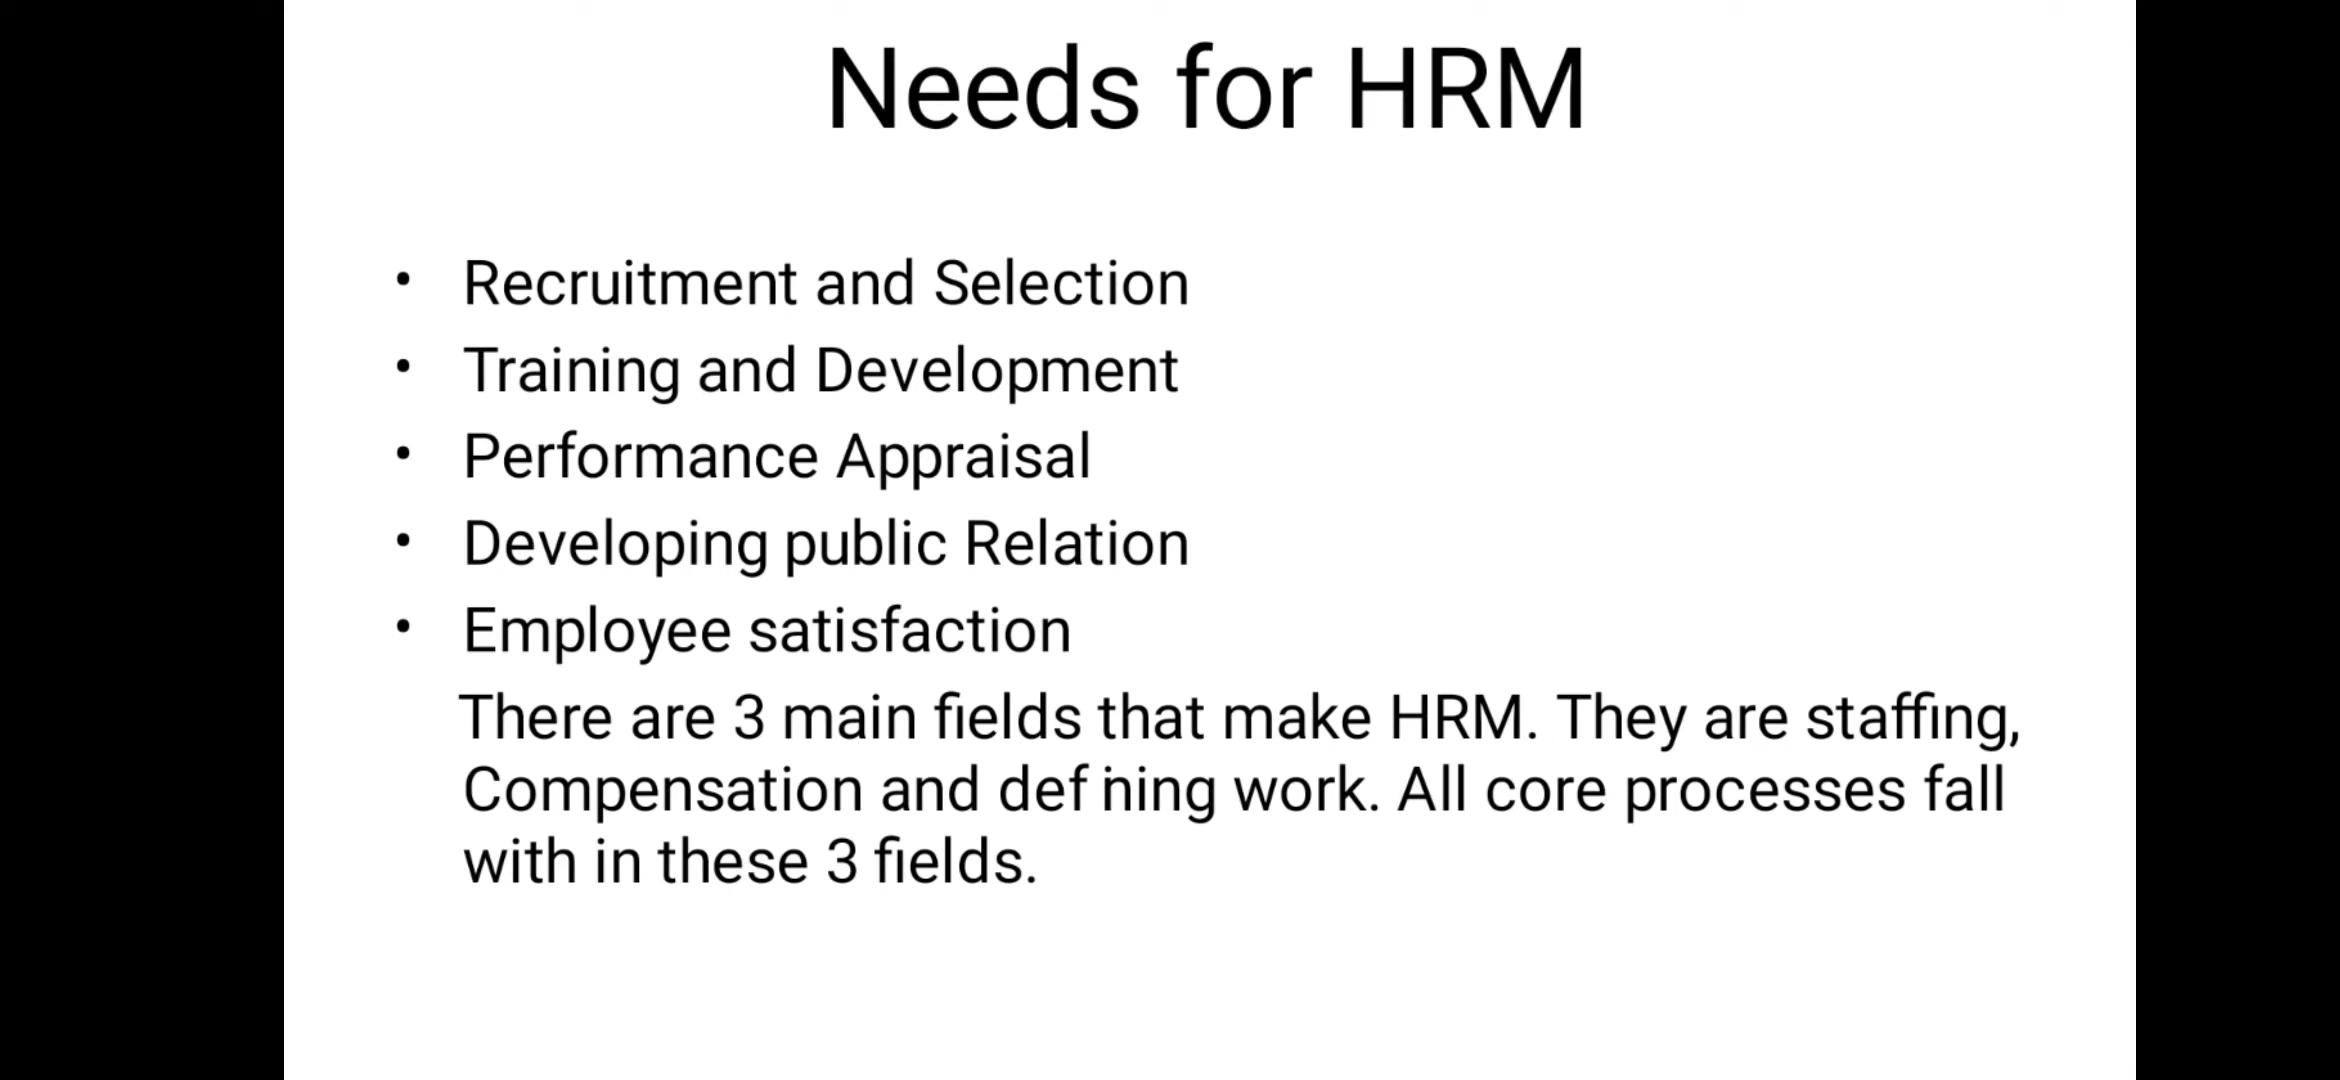 Needs for HRM
• Recruitment and Selection
• Training and Development
• Performance Appraisal
• Developing public Relation
• Employee satisfaction
There are 3 main fields that make HRM. They are staffing,
Compensation and def ning work. All core processes fall
with in these 3 fields.